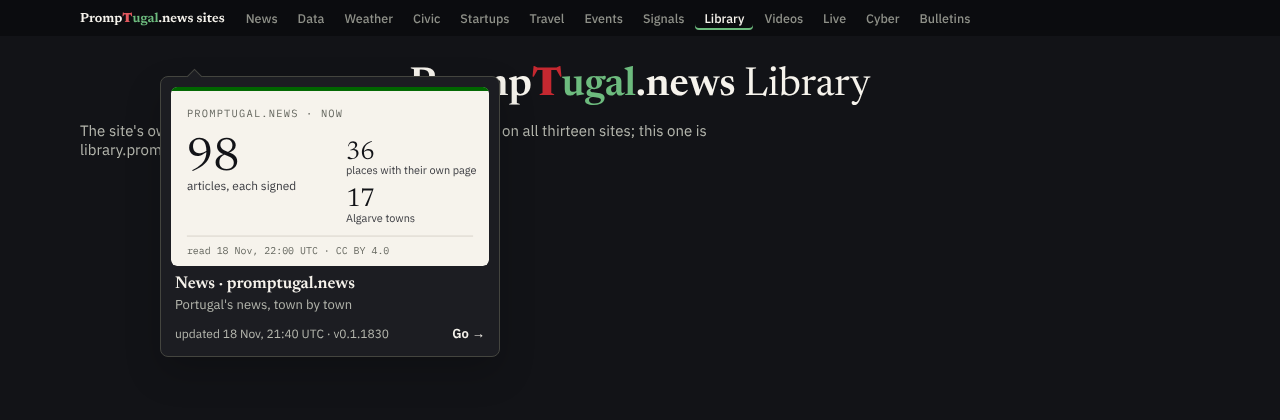 PrompTugal.news sites News Data Weather Civic Startups Travel Events Signals Library Videos Live Cyber Bulletins
mpTugal.news Library
The site's on all thirteen sites; this one is
PROMPTUGAL.NEWS · NOW
98
articles, each signed
36
places with their own page
17
Algarve towns
read 18 Nov, 22:00 UTC · CC BY 4.0
News · promptugal.news
Portugal's news, town by town
updated 18 Nov, 21:40 UTC · v0.1.1830
Go →